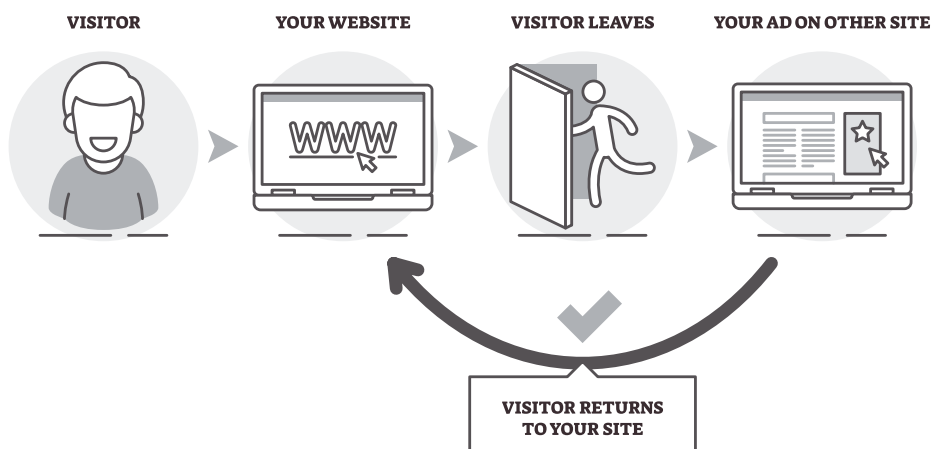 VISITOR
YOUR WEBSITE
VISITOR LEAVES
YOUR AD ON OTHER SITE
WWW
VISITOR RETURNS
TO YOUR SITE